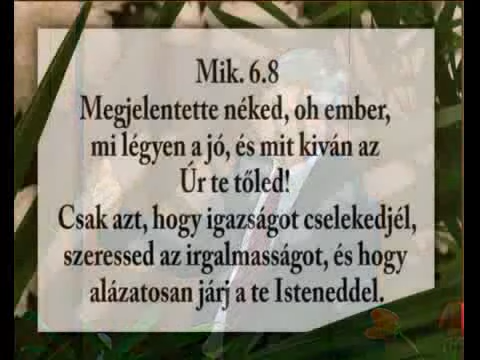 Mik. 6.8
Megjelentette néked, oh ember,
mi légyen a jó, és mit kiván az
Úr te tőled!
Csak azt, hogy igazságot cselekedjél,
szeressed az irgalmasságot, és hogy
alázatosan járj a te Isteneddel.